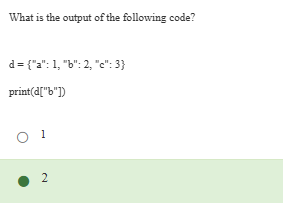 What is the output of the following code?
d = {"a": 1, "b": 2, "c": 3}
print(d["b"])
1
2